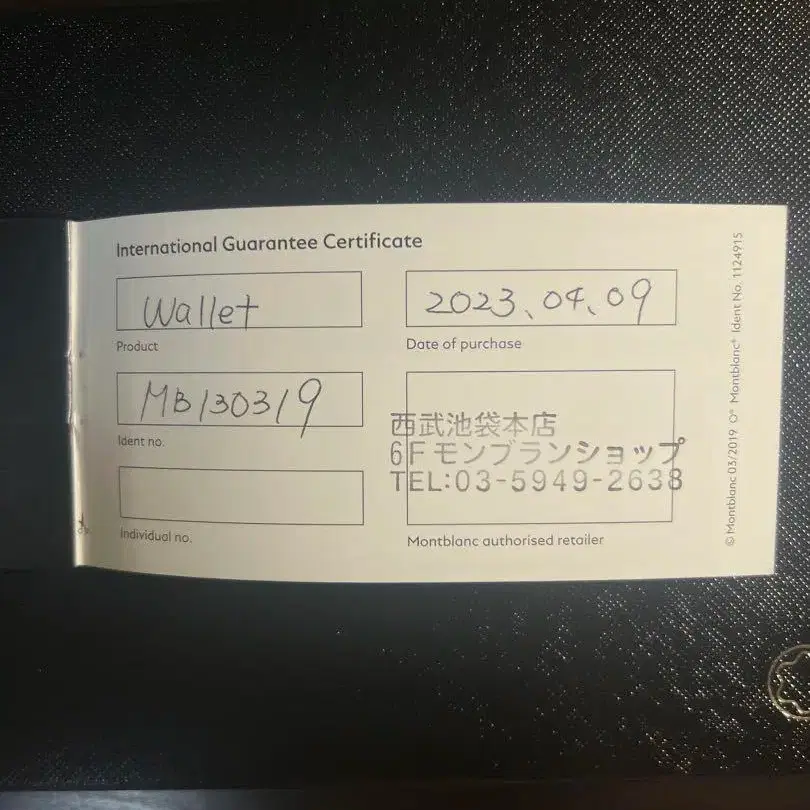 International Guarantee Certificate
Wallet
Product
2023.04.09
Date of purchase
MB130319
Ident no.
Individual no.
西武池袋本店
6F モンブランショップ
TEL:03-5949-2638
Montblanc authorised retailer
© Montblanc 03/2019 O* Montblanc* Ident No. 1124915